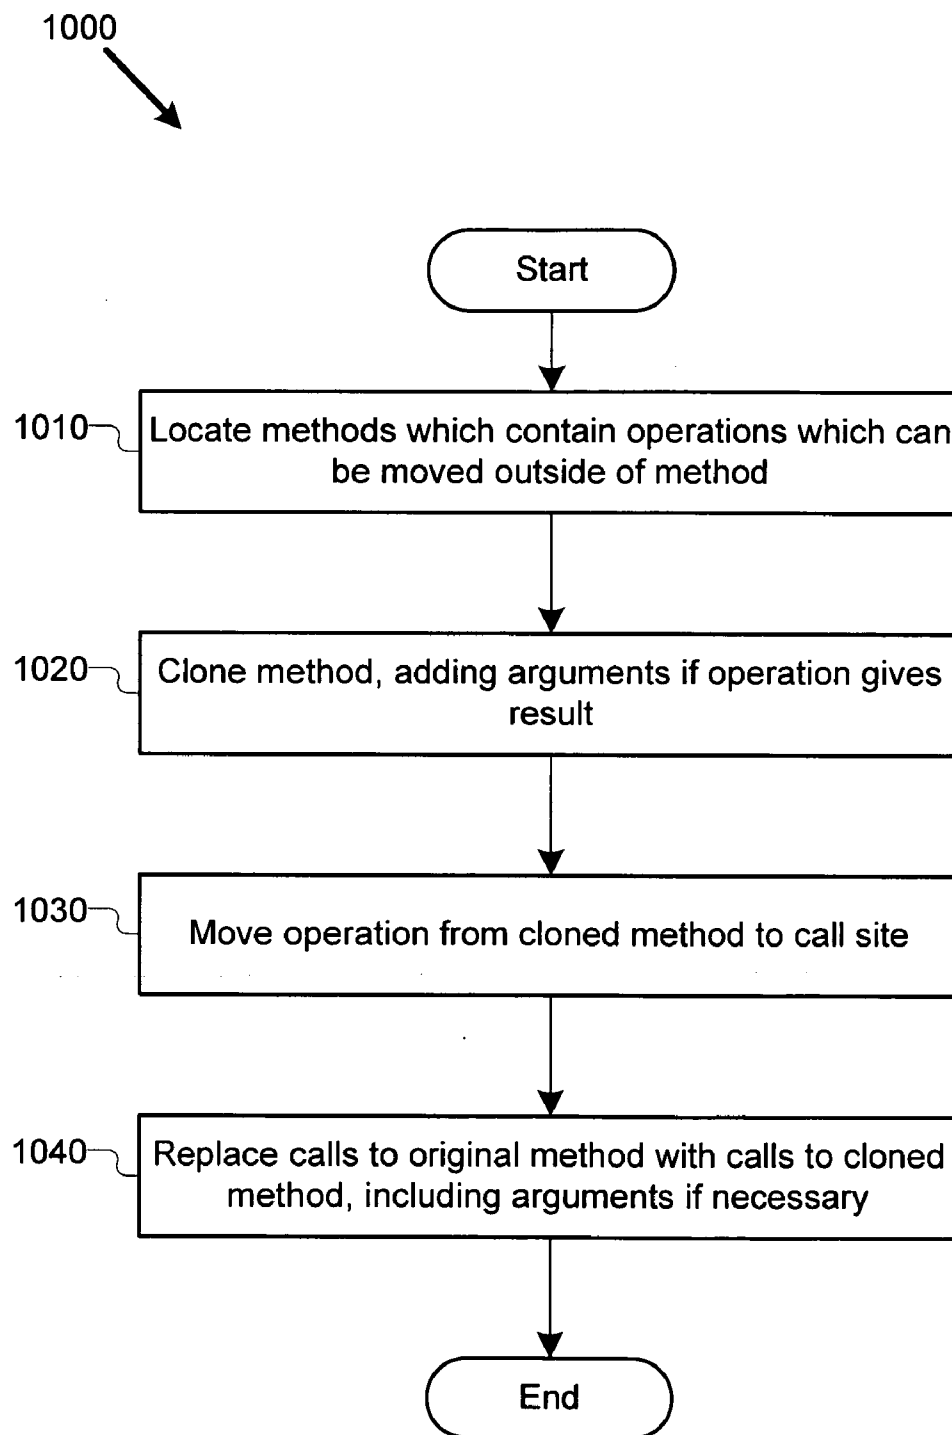 1000
Start
1010
Locate methods which contain operations which can
be moved outside of method
1020
Clone method, adding arguments if operation gives
result
1030
Move operation from cloned method to call site
1040
Replace calls to original method with calls to cloned
method, including arguments if necessary
End